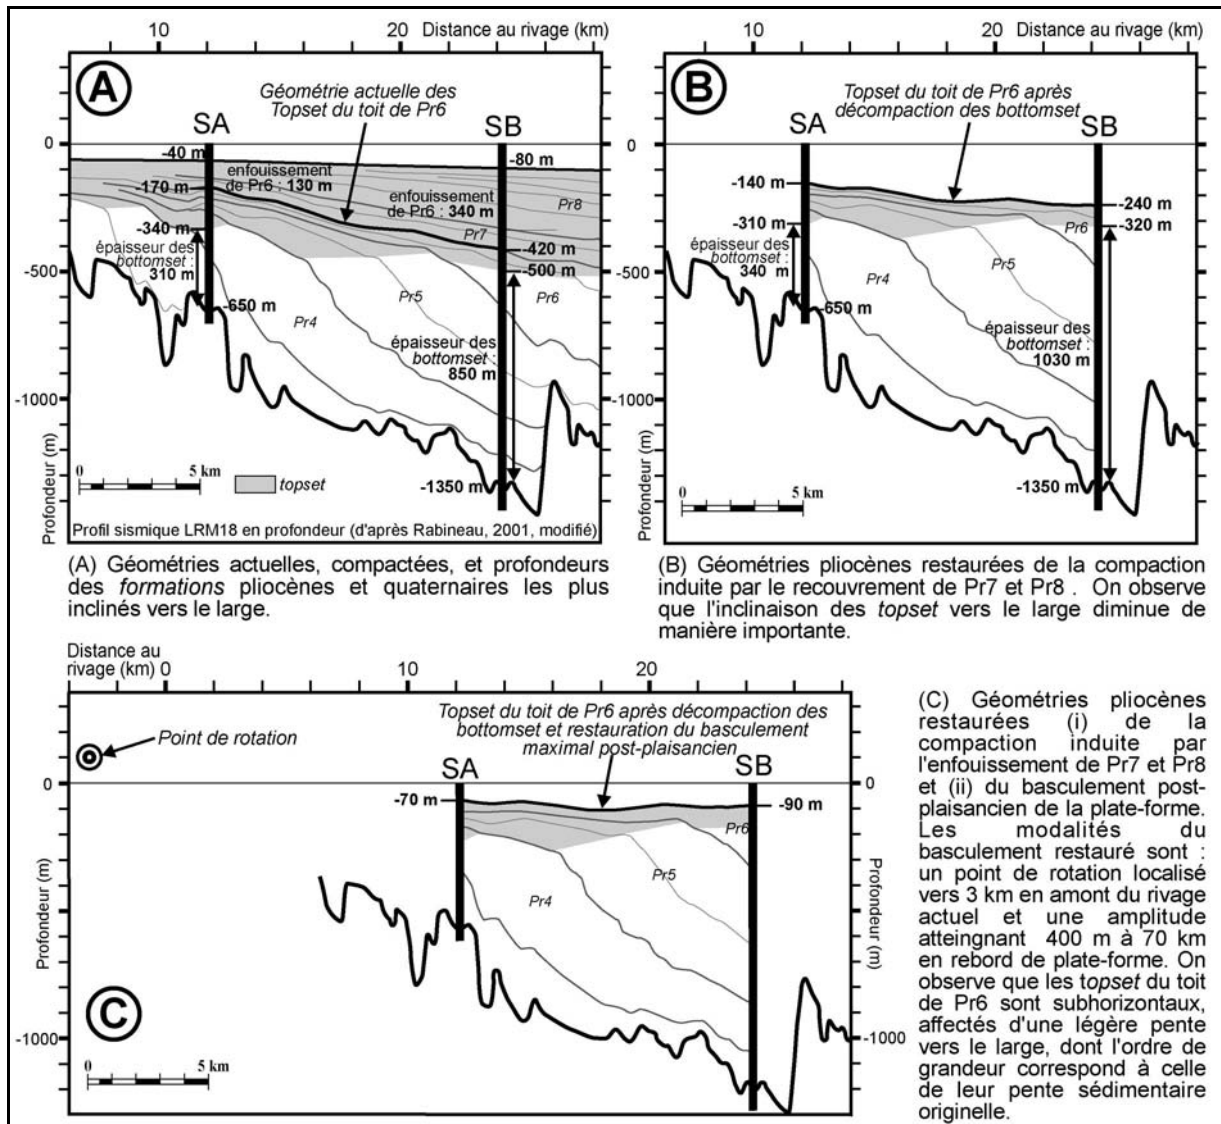 10 20 Distance au rivage (km)
A
Géométrie actuelle des
Topset du toit de Pr6
SA
SB
0
-500
-1000
Profondeur (m)
-40 m
-80 m
enfouissement
de Pr6 : 130 m
-170 m
enfouissement
de Pr6 : 340 m
Pr8
Pr7
-340 m
-420 m
-500 m
épaisseur des
bottomset :
310 m
Pr5
Pr6
-650 m
Pr4
épaisseur des
bottomset :
850 m
-1350 m
0 5 km
topset
Profil sismique LRM18 en profondeur (d'après Rabineau, 2001, modifié)
(A) Géométries actuelles, compactées, et profondeurs
des formations pliocènes et quaternaires les plus
inclinés vers le large.
10 20 Distance au rivage (km)
B
Topset du toit de Pr6 après
décompaction des bottomset
SA
SB
0
-500
-1000
Profondeur (m)
-140 m
-240 m
-310 m
Pr6
-320 m
épaisseur des
bottomset :
340 m
Pr4
Pr5
-650 m
épaisseur des
bottomset :
1030 m
-1350 m
0 5 km
(B) Géométries pliocènes restaurées de la compaction
induite par le recouvrement de Pr7 et Pr8 . On observe
que l'inclinaison des topset vers le large diminue de
manière importante.
Distance au
rivage (km) 0 10 20
Point de rotation
Topset du toit de Pr6 après décompaction des
bottomset et restauration du basculement
maximal post-plaisancien
SA
SB
0
0
-70 m
-90 m
Pr6
Pr5
Pr4
Profondeur (m)
Profondeur (m)
-1000
-1000
C
0 5 km
(C) Géométries pliocènes
restaurées (i) de la
compaction induite par
l'enfouissement de Pr7 et Pr8
et (ii) du basculement post-
plaisancien de la plate-forme.
Les modalités du
basculement restauré sont :
un point de rotation localisé
vers 3 km en amont du rivage
actuel et une amplitude
atteingnant 400 m à 70 km
en rebord de plate-forme. On
observe que les topset du toit
de Pr6 sont subhorizontaux,
affectés d'une légère pente
vers le large, dont l'ordre de
grandeur correspond à celle
de leur pente sédimentaire
originelle.